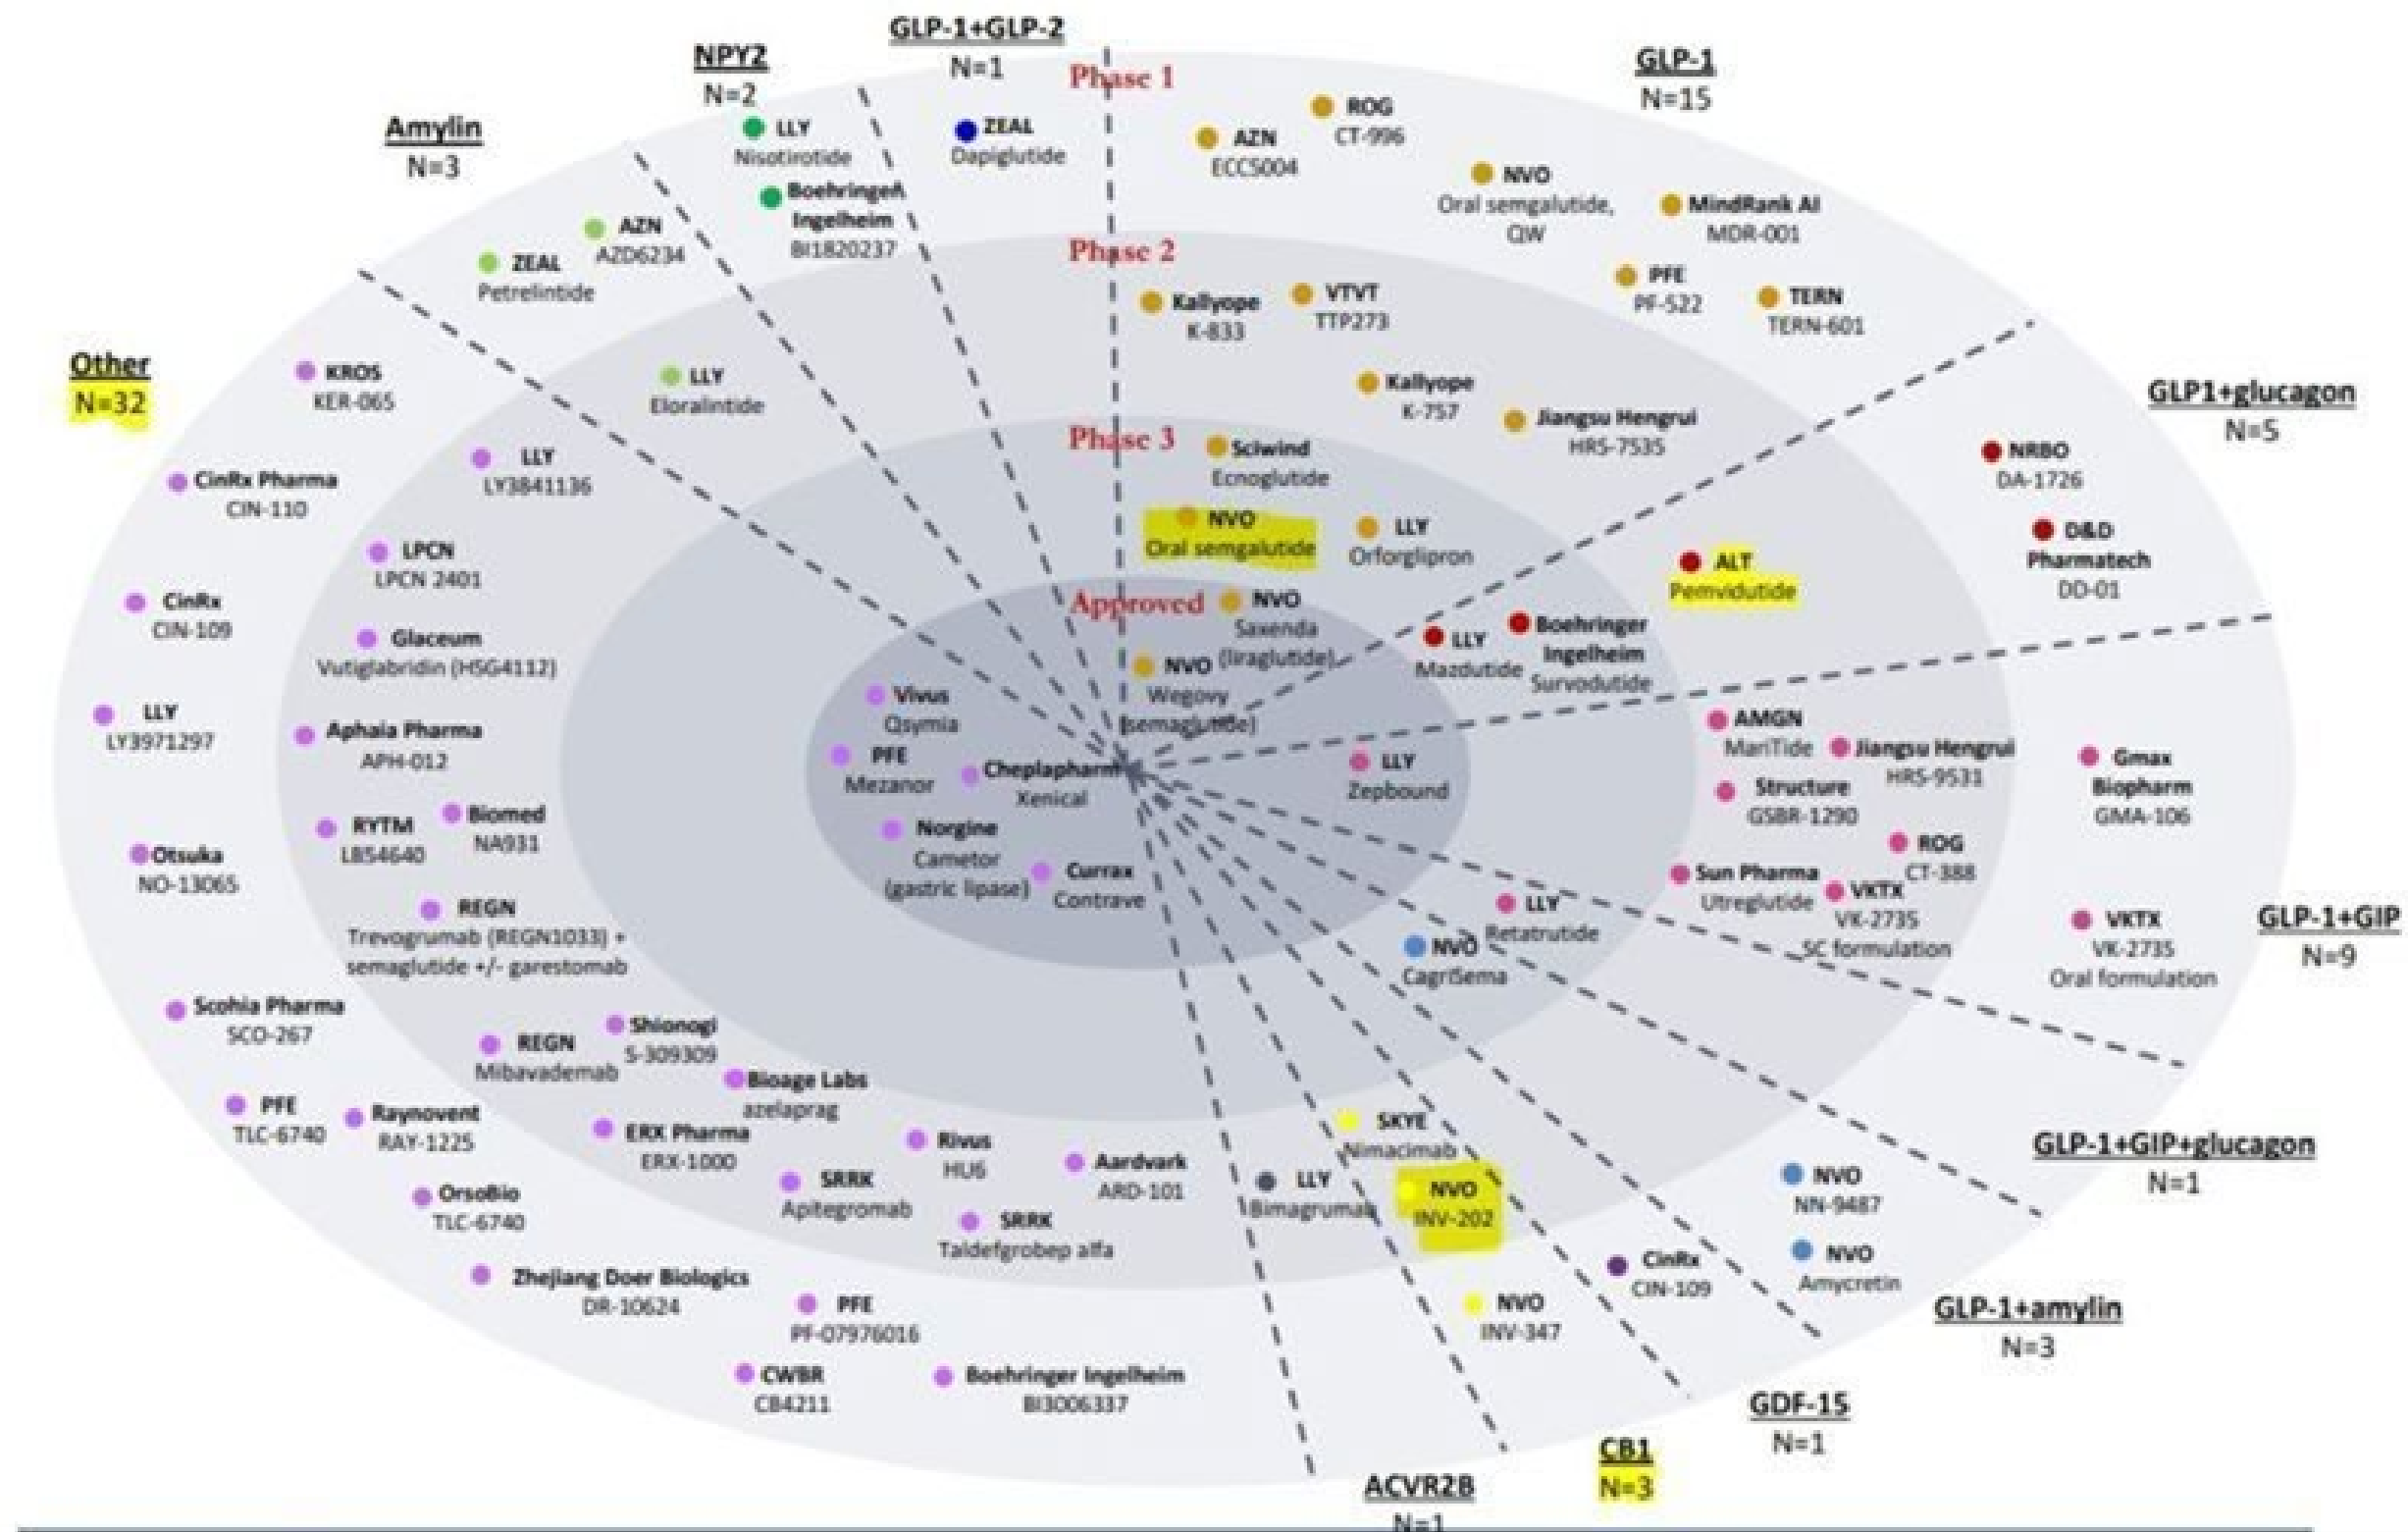 GLP-1+GLP-2
N=1
NPY2
N=2
Amylin
N=3
GLP-1
N=15
Phase 1
LLY
Nisotirotide
Boehringer
Ingelheim
BI1820237
ZEAL
Dapiglutide
AZN
ECC5004
ROG
CT-996
NVO
Oral semgalutide,
QW
MindRank AI
MDR-001
PFE
PF-522
TERN
TERN-601
AZN
AZD6234
ZEAL
Petrelintide
Phase 2
Kallyope
K-833
VTVT
TTP273
Kallyope
K-757
Jiangsu Hengrui
HRS-7535
LLY
Eloralintide
Other
N=32
KROS
KER-065
CinRx Pharma
CIN-110
LLY
LY3841136
LPCN
LPCN 2401
CinRx
CIN-109
Glaceum
Vutiglabridin (HSG4112)
LLY
LY3971297
Aphaia Pharma
APH-012
RYTM
LB54640
Biomed
NA931
Otsuka
NO-13065
REGN
Trevogrumab (REGN1033) +
semaglutide +/- garestomab
Scohia Pharma
SCO-267
REGN
Mibavademab
Shionogi
S-309309
Bioage Labs
azelaprag
PFE
TLC-6740
Raynovent
RAY-1225
ERX Pharma
ERX-1000
OrsoBio
TLC-6740
SRRK
Apitegromab
Rivus
HU6
Aardvark
ARD-101
SRRK
Taldefgrobep alfa
Zhejiang Doer Biologics
DR-10624
PFE
PF-07976016
CWBR
CB4211
Boehringer Ingelheim
BI3006337
Phase 3
Sciwind
Ecnoglutide
NVO
Oral semgalutide
LLY
Orforglipron
Approved
NVO
Saxenda
(liraglutide)
NVO
Wegovy
(semaglutide)
Vivus
Qsymia
PFE
Mezanor
Cheplapharm
Xenical
Norgine
Cametor
(gastric lipase)
Currax
Contrave
LLY
Zepbound
GLP1+glucagon
N=5
NRBO
DA-1726
D&D
Pharmatech
DD-01
ALT
Pemvidutide
LLY
Mazdutide
Boehringer
Ingelheim
Survodutide
AMGN
MariTide
Jiangsu Hengrui
HRS-9531
Structure
GSBR-1290
ROG
CT-388
Sun Pharma
Utreglutide
VKTX
VK-2735
SC formulation
Gmax
Biopharm
GMA-106
VKTX
VK-2735
Oral formulation
GLP-1+GIP
N=9
LLY
Retatrutide
NVO
CagriSema
GLP-1+GIP+glucagon
N=1
NVO
NN-9487
NVO
Amycretin
GLP-1+amylin
N=3
CinRx
CIN-109
GDF-15
N=1
SKYE
Nimacimab
NVO
INV-202
NVO
INV-347
CB1
N=3
LLY
Bimagrumab
ACVR2B
N=1